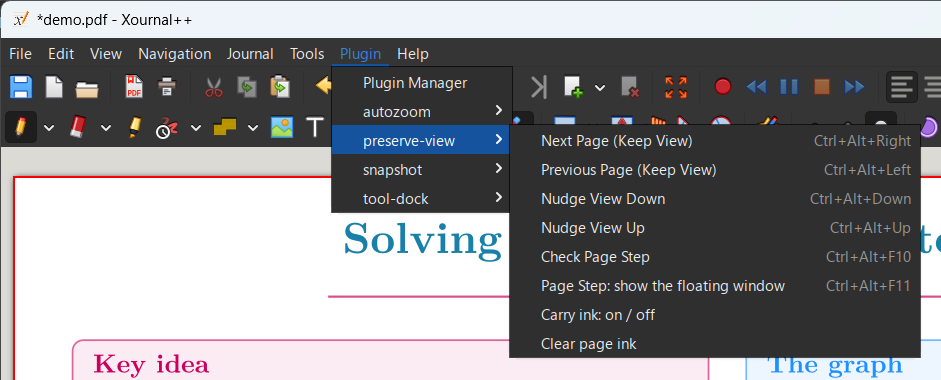 *demo.pdf - Xournal++
File Edit View Navigation Journal Tools Plugin Help
Plugin Manager
autozoom
preserve-view
snapshot
tool-dock
Next Page (Keep View) Ctrl+Alt+Right
Previous Page (Keep View) Ctrl+Alt+Left
Nudge View Down Ctrl+Alt+Down
Nudge View Up Ctrl+Alt+Up
Check Page Step Ctrl+Alt+F10
Page Step: show the floating window Ctrl+Alt+F11
Carry ink: on / off
Clear page ink
PDF
T
Solving
Key idea
The graph